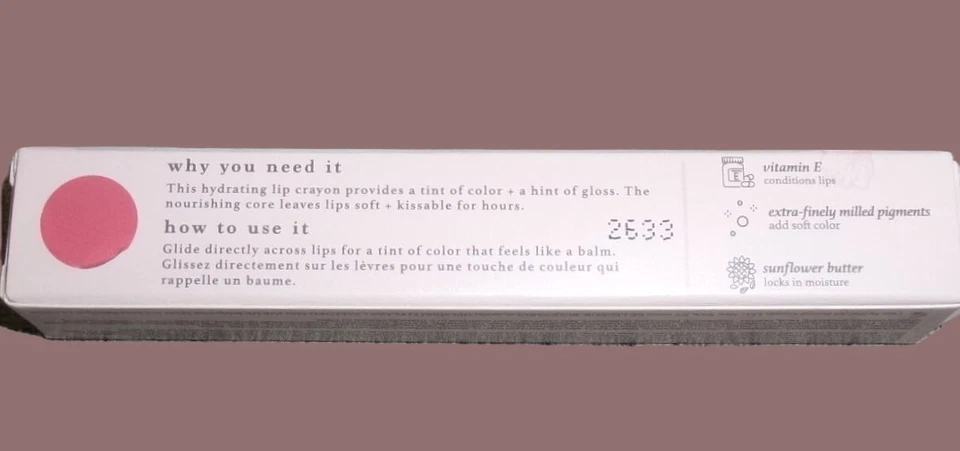 why you need it
This hydrating lip crayon provides a tint of color + a hint of gloss. The
nourishing core leaves lips soft + kissable for hours.
how to use it
2633
Glide directly across lips for a tint of color that feels like a balm.
Glissez directement sur les lèvres pour une touche de couleur qui
rappelle un baume.
E
vitamin E
conditions lips
extra-finely milled pigments
add soft color
sunflower butter
locks in moisture